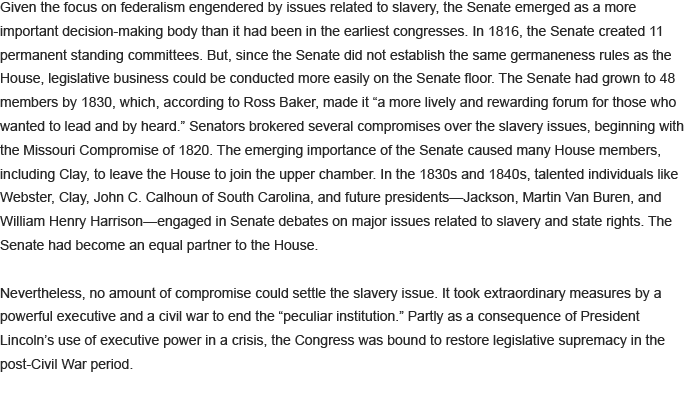 Given the focus on federalism engendered by issues related to slavery, the Senate emerged as a more
important decision-making body than it had been in the earliest congresses. In 1816, the Senate created 11
permanent standing committees. But, since the Senate did not establish the same germaneness rules as the
House, legislative business could be conducted more easily on the Senate floor. The Senate had grown to 48
members by 1830, which, according to Ross Baker, made it “a more lively and rewarding forum for those who
wanted to lead and by heard.” Senators brokered several compromises over the slavery issues, beginning with
the Missouri Compromise of 1820. The emerging importance of the Senate caused many House members,
including Clay, to leave the House to join the upper chamber. In the 1830s and 1840s, talented individuals like
Webster, Clay, John C. Calhoun of South Carolina, and future presidents—Jackson, Martin Van Buren, and
William Henry Harrison—engaged in Senate debates on major issues related to slavery and state rights. The
Senate had become an equal partner to the House.

Nevertheless, no amount of compromise could settle the slavery issue. It took extraordinary measures by a
powerful executive and a civil war to end the “peculiar institution.” Partly as a consequence of President
Lincoln’s use of executive power in a crisis, the Congress was bound to restore legislative supremacy in the
post-Civil War period.